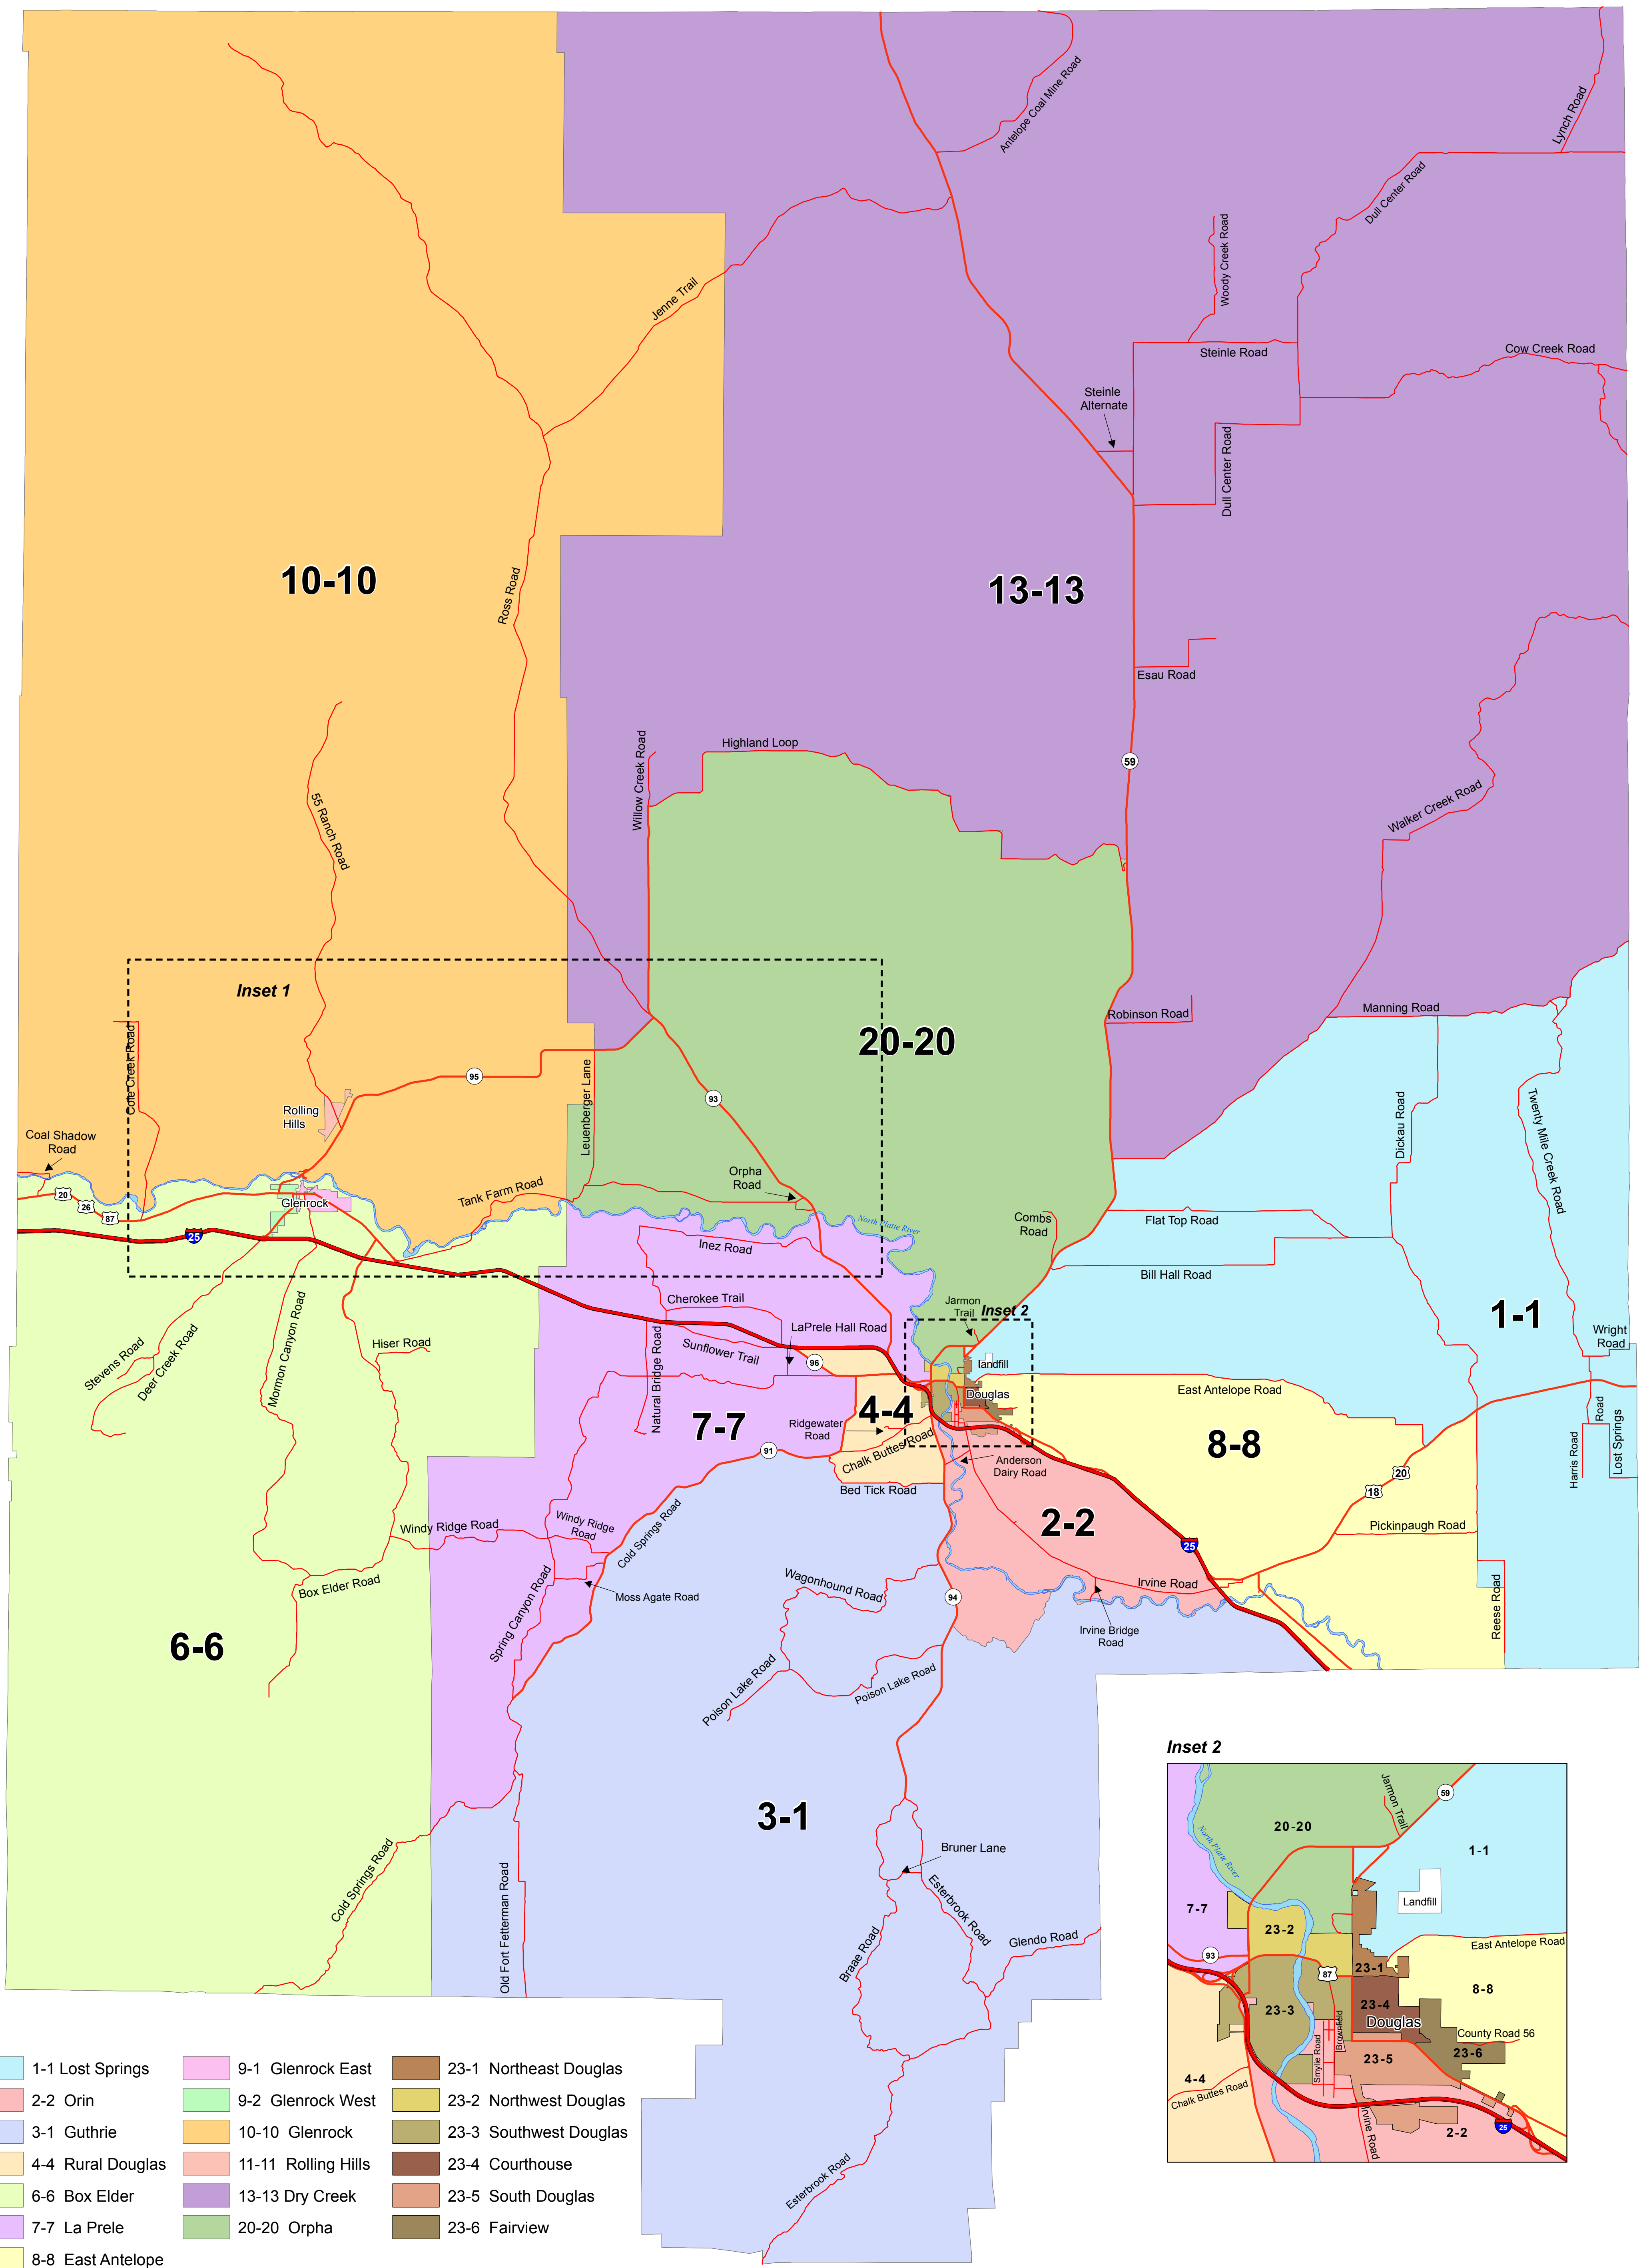 Antelope Coal Mine Road
Lynch Road
Dull Center Road
Woody Creek Road
Jenne Trail
Steinle Road
Cow Creek Road
Steinle
Alternate
Dull Center Road
10-10
Ross Road
13-13
Esau Road
Willow Creek Road
Highland Loop
59
55 Ranch Road
Walker Creek Road
Inset 1
Cole Creek Road
Manning Road
Robinson Road
20-20
95
93
Leuenberger Lane
Rolling
Hills
Dickau Road
Twenty Mile Creek Road
Coal Shadow
Road
Orpha
Road
Tank Farm Road
20
26
87
Glenrock
25
North Platte River
Combs
Road
Flat Top Road
Inez Road
Bill Hall Road
Cherokee Trail
Jarmon
Trail
Inset 2
1-1
Mormon Canyon Road
Stevens Road
Deer Creek Road
Hiser Road
LaPrele Hall Road
Sunflower Trail
Natural Bridge Road
96
landfill
Wright
Road
Douglas
East Antelope Road
7-7
4-4
Ridgewater
Road
Chalk Buttes Road
91
8-8
Road
Lost Springs
Harris Road
Anderson
Dairy Road
Bed Tick Road
20
18
2-2
Windy Ridge Road
Windy Ridge
Road
Cold Springs Road
Pickinpaugh Road
25
Box Elder Road
Spring Canyon Road
Moss Agate Road
Wagonhound Road
94
Irvine Road
Irvine Bridge
Road
Reese Road
6-6
Poison Lake Road
Poison Lake Road
3-1
Bruner Lane
Cold Springs Road
Old Fort Fetterman Road
Esterbrook Road
Braae Road
Glendo Road
Esterbrook Road
Inset 2
Jarmon Trail
59
20-20
North Platte River
1-1
Landfill
7-7
23-2
East Antelope Road
93
87
23-1
8-8
23-3
23-4
Douglas
Brownfield
Smylie Road
County Road 56
23-5
23-6
4-4
Chalk Buttes Road
Irvine Road
25
2-2
1-1 Lost Springs
2-2 Orin
3-1 Guthrie
4-4 Rural Douglas
6-6 Box Elder
7-7 La Prele
8-8 East Antelope
9-1 Glenrock East
9-2 Glenrock West
10-10 Glenrock
11-11 Rolling Hills
13-13 Dry Creek
20-20 Orpha
23-1 Northeast Douglas
23-2 Northwest Douglas
23-3 Southwest Douglas
23-4 Courthouse
23-5 South Douglas
23-6 Fairview